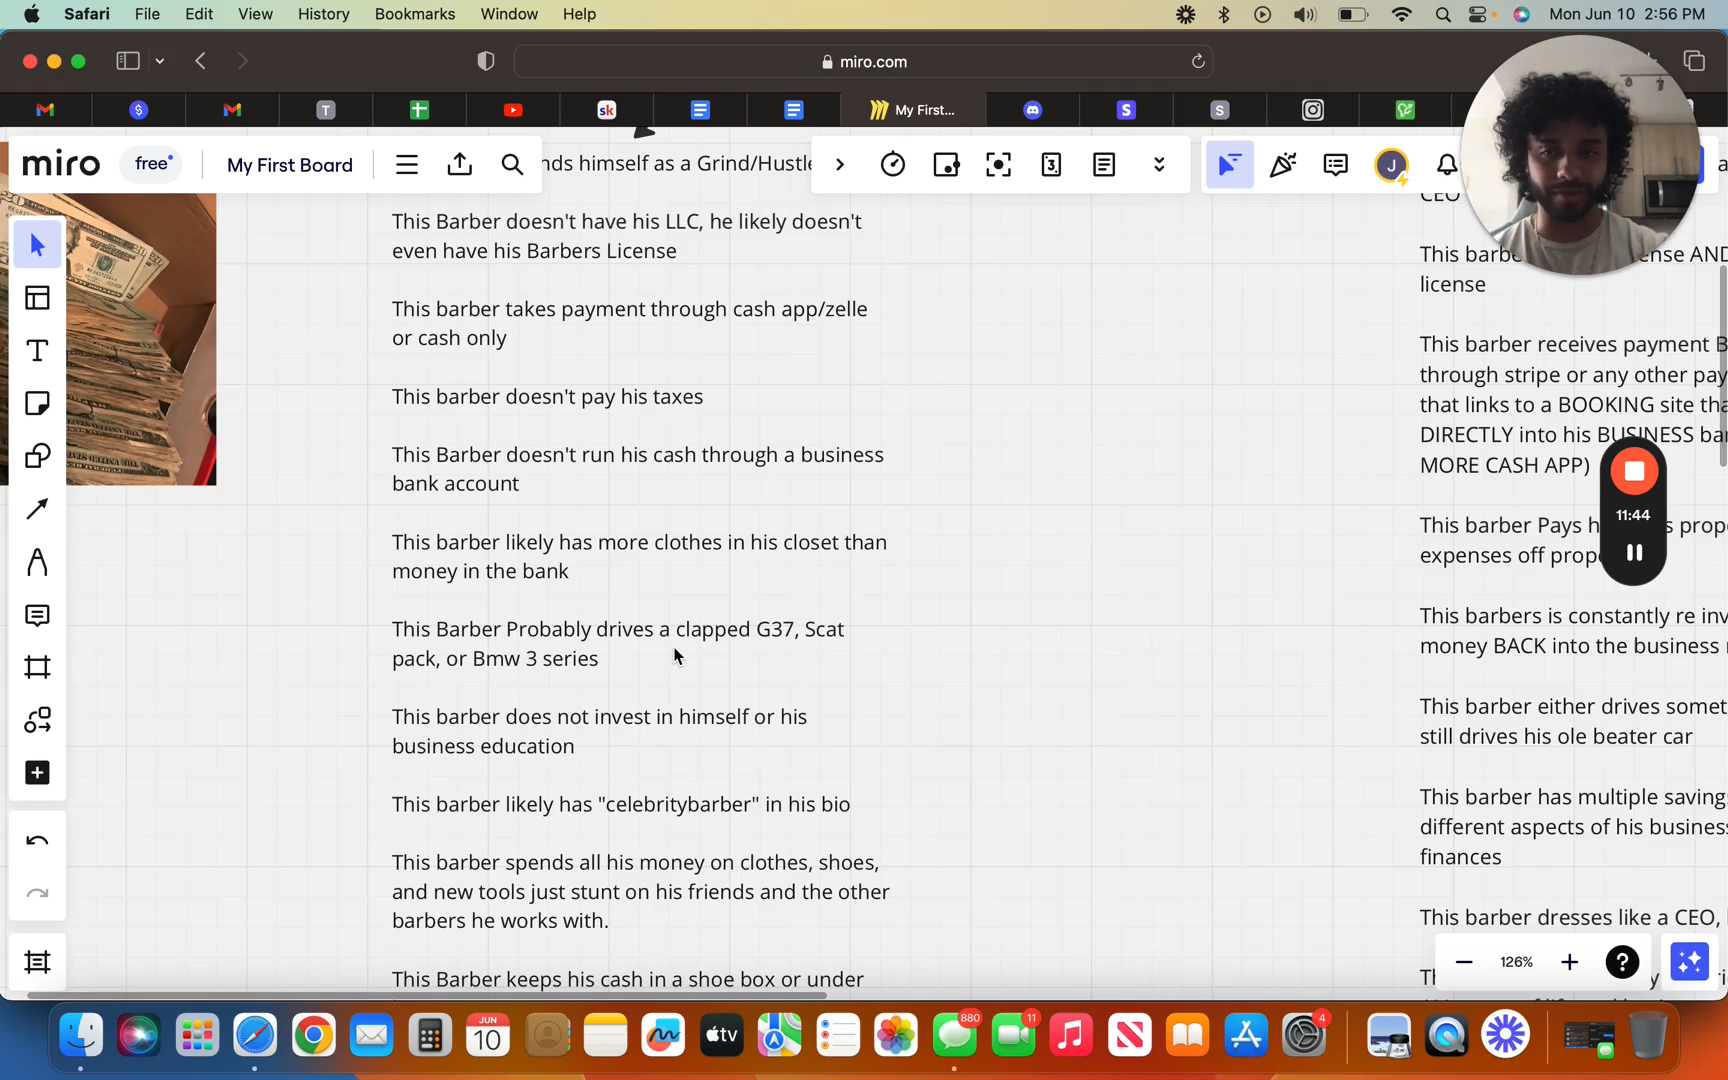 Safari File Edit View History Bookmarks Window Help Mon Jun 10 2:56 PM
miro.com
T sk My First... S S
miro free My First Board 3 J
nds himself as a Grind/Hustle
CEO
This Barber doesn't have his LLC, he likely doesn't
even have his Barbers License
This barber takes payment through cash app/zelle
or cash only
This barber doesn't pay his taxes
This Barber doesn't run his cash through a business
bank account
This barber likely has more clothes in his closet than
money in the bank
This Barber Probably drives a clapped G37, Scat
pack, or Bmw 3 series
This barber does not invest in himself or his
business education
This barber likely has "celebritybarber" in his bio
This barber spends all his money on clothes, shoes,
and new tools just stunt on his friends and the other
barbers he works with.
This Barber keeps his cash in a shoe box or under
This ense AND
license
This barber receives payment B
through stripe or any other pay
that links to a BOOKING site tha
DIRECTLY into his BUSINESS ba
MORE CASH APP)
This barber Pays h s prop
expenses off prop
This barbers is constantly re inv
money BACK into the business
This barber either drives somet
still drives his ole beater car
This barber has multiple savings
different aspects of his busines
finances
This barber dresses like a CEO,
11:44
126% ?
JUN
10
tv
880
11
4